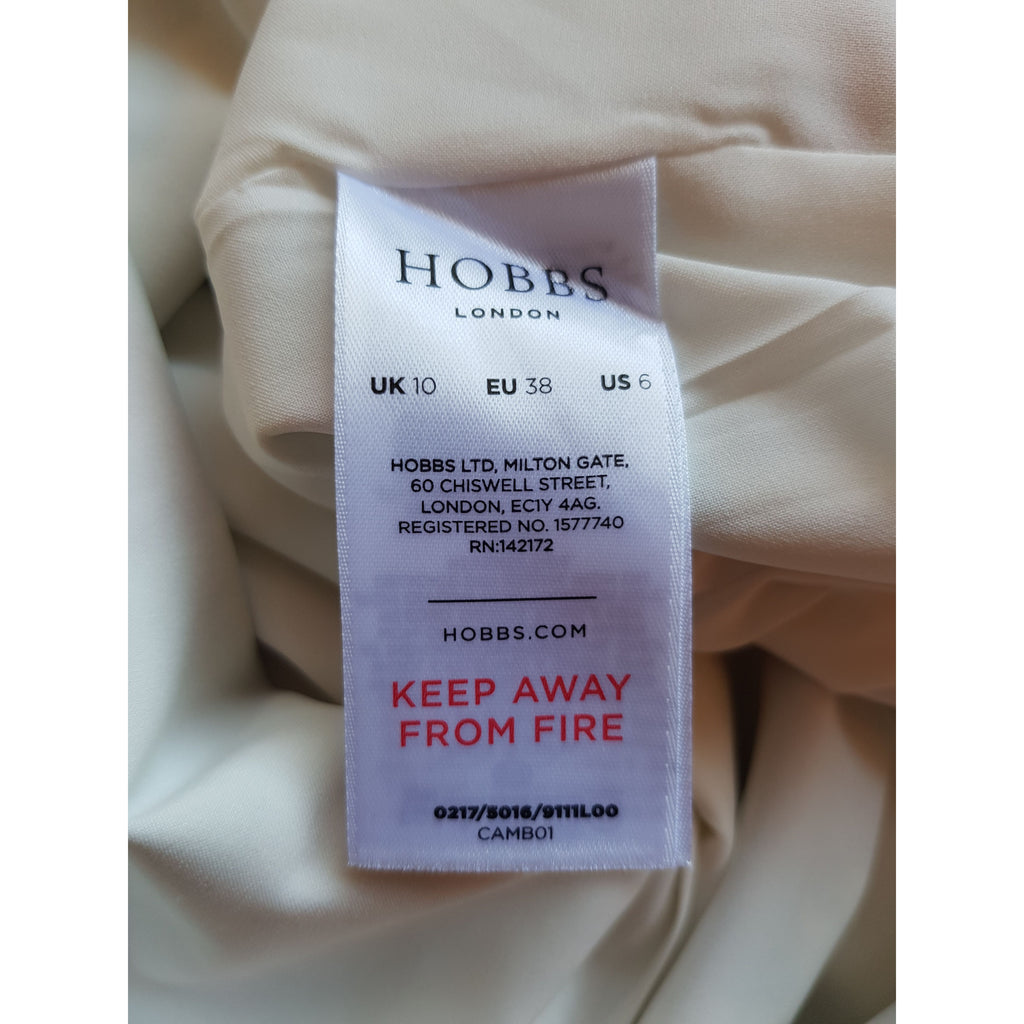 HOBBS
LONDON
UK 10 EU 38 US 6
HOBBS LTD, MILTON GATE,
60 CHISWELL STREET,
LONDON, EC1Y 4AG.
REGISTERED NO. 1577740
RN:142172
HOBBS.COM
KEEP AWAY
FROM FIRE
0217/5016/9111L00
CAMB01